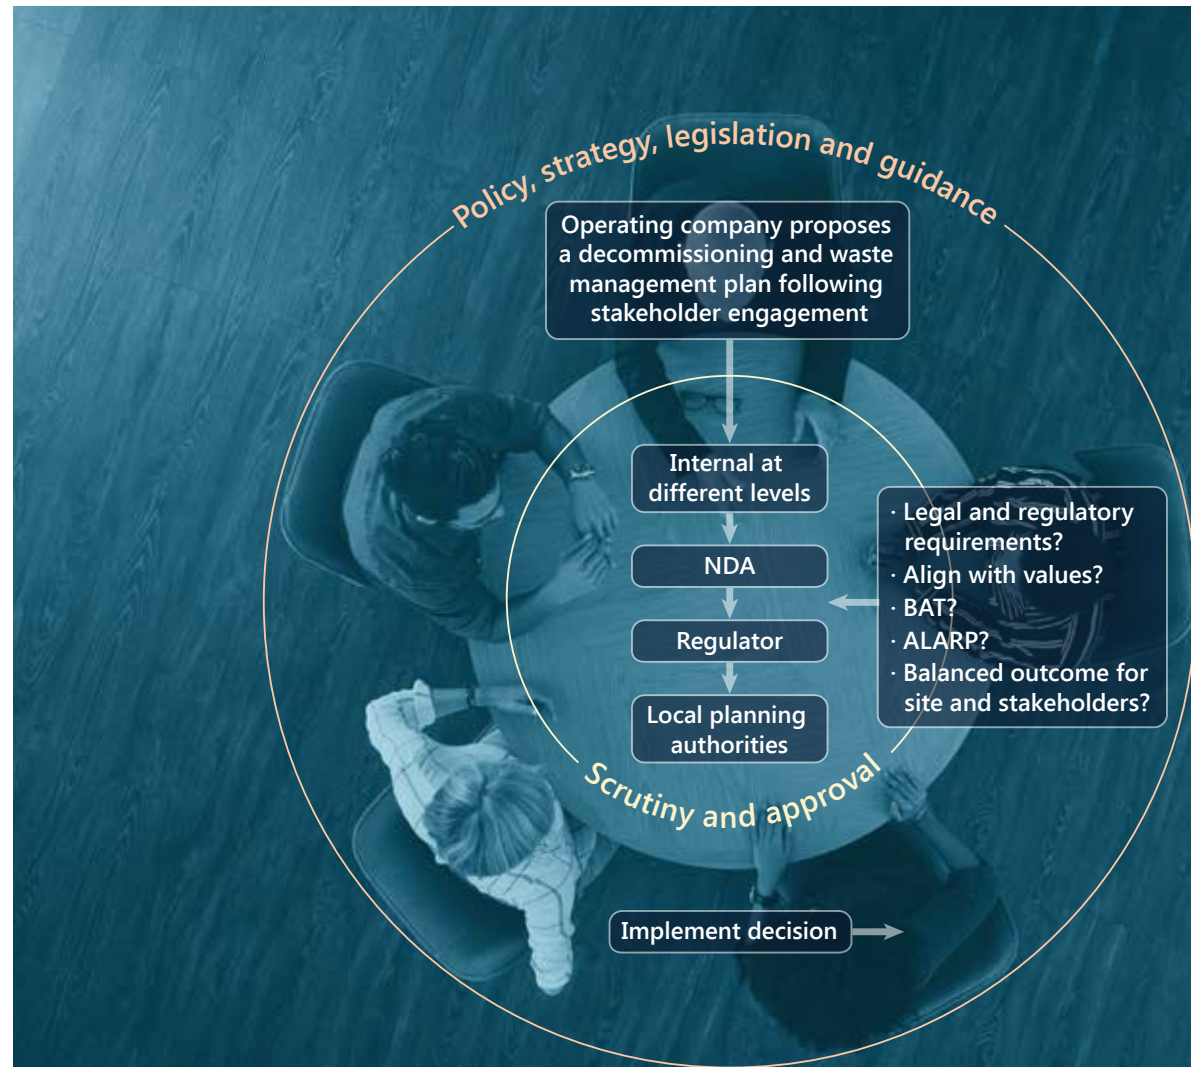 Policy, strategy, legislation and guidance
Operating company proposes
a decommissioning and waste
management plan following
stakeholder engagement
Internal at
different levels
NDA
Regulator
Local planning
authorities
· Legal and regulatory
requirements?
· Align with values?
· BAT?
· ALARP?
· Balanced outcome for
site and stakeholders?
Scrutiny and approval
Implement decision